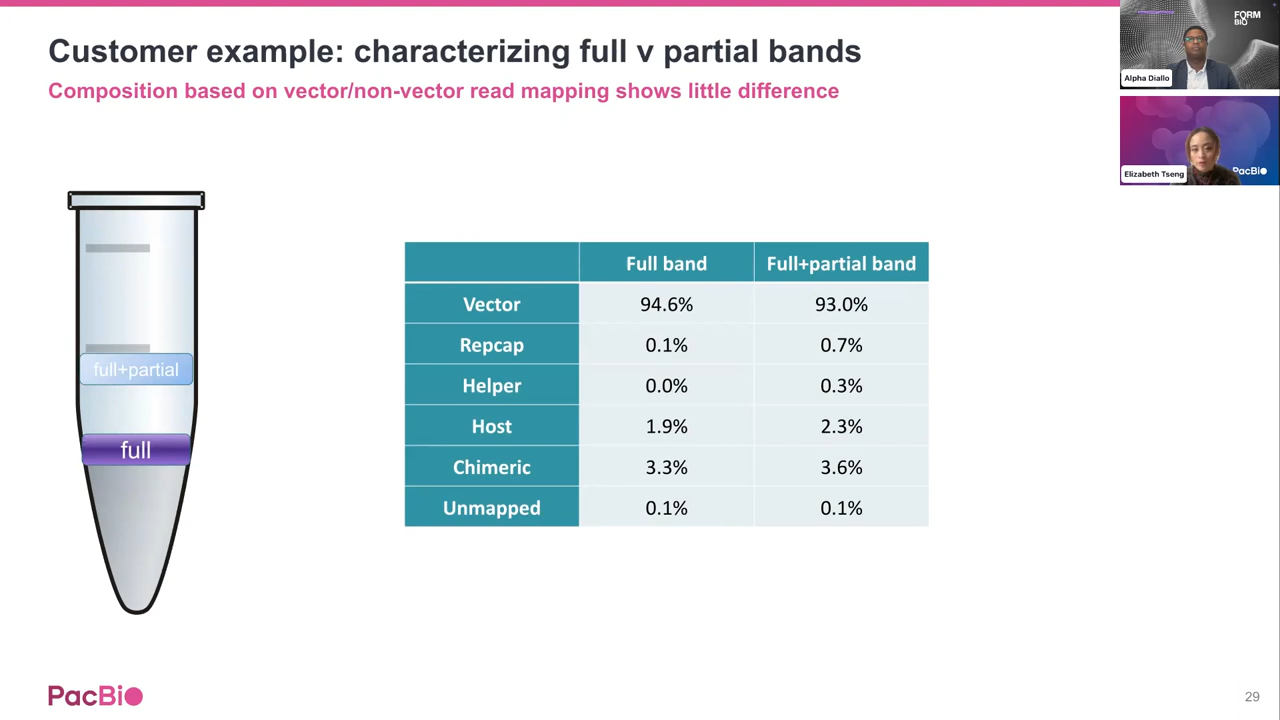 Customer example: characterizing full v partial bands
Composition based on vector/non-vector read mapping shows little difference
FORM
BIO
Alpha Diallo
PacBio
Elizabeth Tseng
full+partial
full
Full band Full+partial band
Vector 94.6% 93.0%
Repcap 0.1% 0.7%
Helper 0.0% 0.3%
Host 1.9% 2.3%
Chimeric 3.3% 3.6%
Unmapped 0.1% 0.1%
PacBio
29